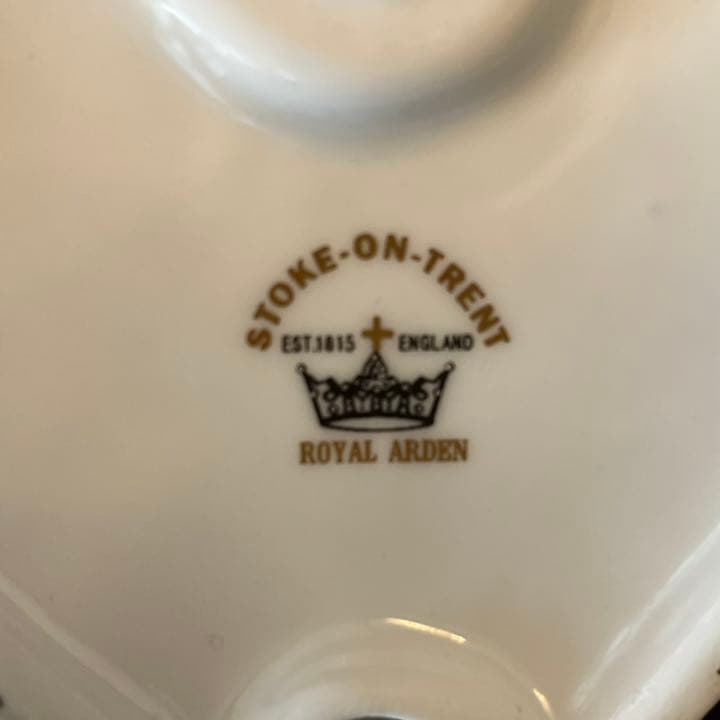 STOKE-ON-TRENT
EST.1815 ENGLAND
ROYAL ARDEN